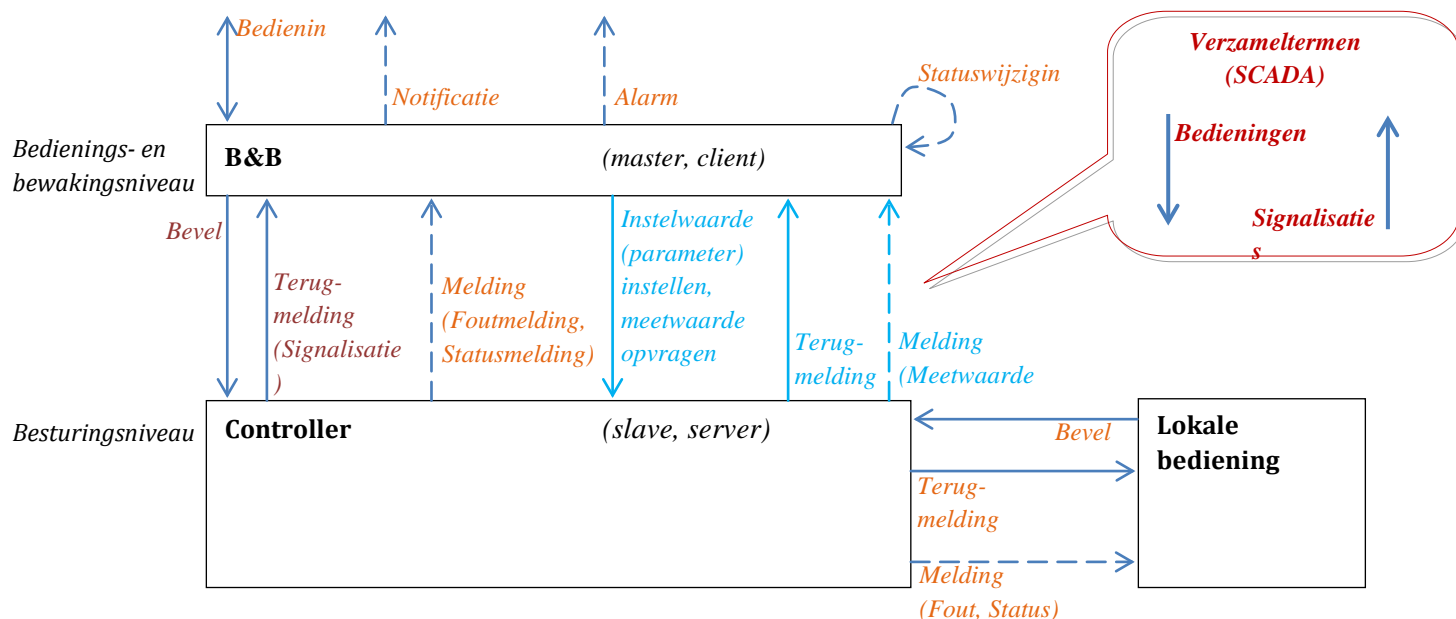 Bedienin
Notificatie
Alarm
Statuswijzigin
Verzameltermen
(SCADA)
Bedieningen
Signalisatie
s
Bedienings- en
bewakingsniveau
B&B (master, client)
Bevel
Terug-
melding
(Signalisatie
)
Melding
(Foutmelding,
Statusmelding)
Instelwaarde
(parameter)
instellen,
meetwaarde
opvragen
Terug-
melding
Melding
(Meetwaarde
Besturingsniveau
Controller (slave, server)
Bevel
Terug-
melding
Melding
(Fout, Status)
Lokale
bediening